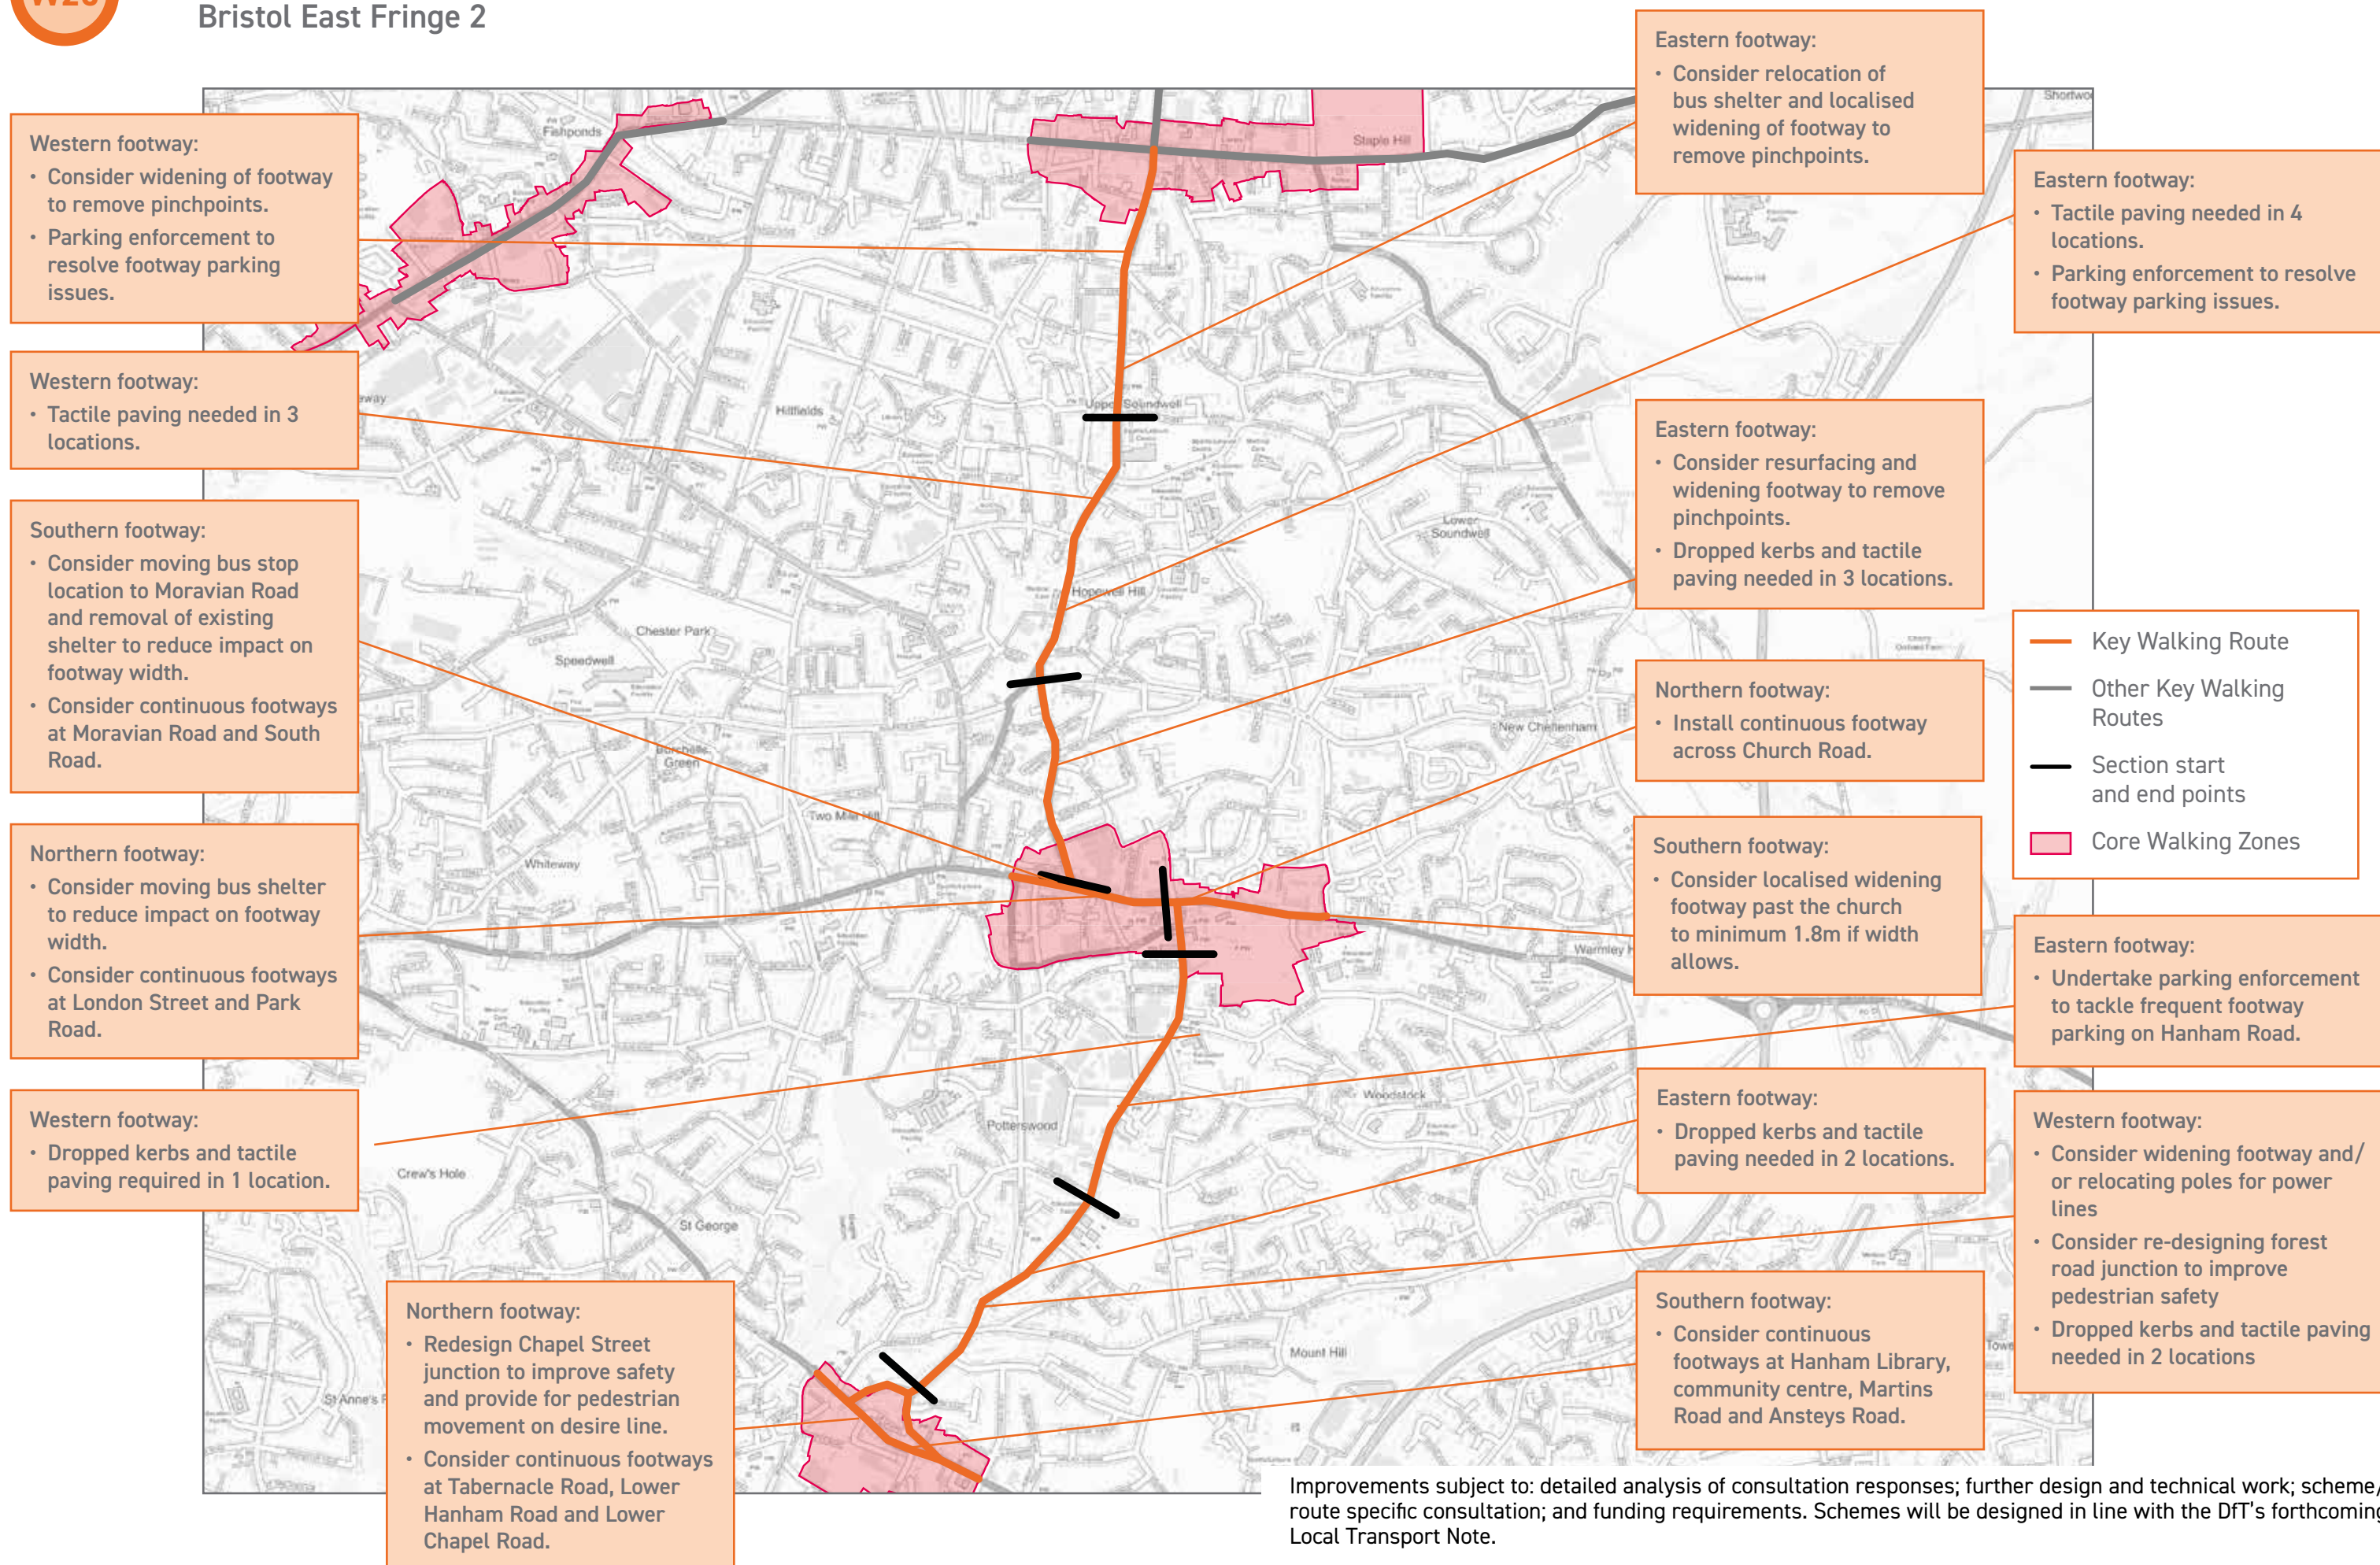 Bristol East Fringe 2
Western footway:
• Consider widening of footway
to remove pinchpoints.
• Parking enforcement to
resolve footway parking
issues.
Western footway:
• Tactile paving needed in 3
locations.
Southern footway:
• Consider moving bus stop
location to Moravian Road
and removal of existing
shelter to reduce impact on
footway width.
• Consider continuous footways
at Moravian Road and South
Road.
Northern footway:
• Consider moving bus shelter
to reduce impact on footway
width.
• Consider continuous footways
at London Street and Park
Road.
Western footway:
• Dropped kerbs and tactile
paving required in 1 location.
Northern footway:
• Redesign Chapel Street
junction to improve safety
and provide for pedestrian
movement on desire line.
• Consider continuous footways
at Tabernacle Road, Lower
Hanham Road and Lower
Chapel Road.
Fishponds
Staple Hill
Hillfields
Upper Soundwell
Lower
Soundwell
Hopewell Hill
Chester Park
Speedwell
Burchells
Green
New Cheltenham
Two Mile Hill
Whiteway
Warmley
Woodstock
Potterswood
Crew's Hole
St George
Mount Hill
St Anne's
Eastern footway:
• Consider relocation of
bus shelter and localised
widening of footway to
remove pinchpoints.
Eastern footway:
• Tactile paving needed in 4
locations.
• Parking enforcement to resolve
footway parking issues.
Eastern footway:
• Consider resurfacing and
widening footway to remove
pinchpoints.
• Dropped kerbs and tactile
paving needed in 3 locations.
Key Walking Route
Other Key Walking
Routes
Section start
and end points
Core Walking Zones
Northern footway:
• Install continuous footway
across Church Road.
Southern footway:
• Consider localised widening
footway past the church
to minimum 1.8m if width
allows.
Eastern footway:
• Undertake parking enforcement
to tackle frequent footway
parking on Hanham Road.
Eastern footway:
• Dropped kerbs and tactile
paving needed in 2 locations.
Western footway:
• Consider widening footway and/
or relocating poles for power
lines
• Consider re-designing forest
road junction to improve
pedestrian safety
• Dropped kerbs and tactile paving
needed in 2 locations
Southern footway:
• Consider continuous
footways at Hanham Library,
community centre, Martins
Road and Ansteys Road.
Improvements subject to: detailed analysis of consultation responses; further design and technical work; scheme/
route specific consultation; and funding requirements. Schemes will be designed in line with the DfT's forthcoming
Local Transport Note.